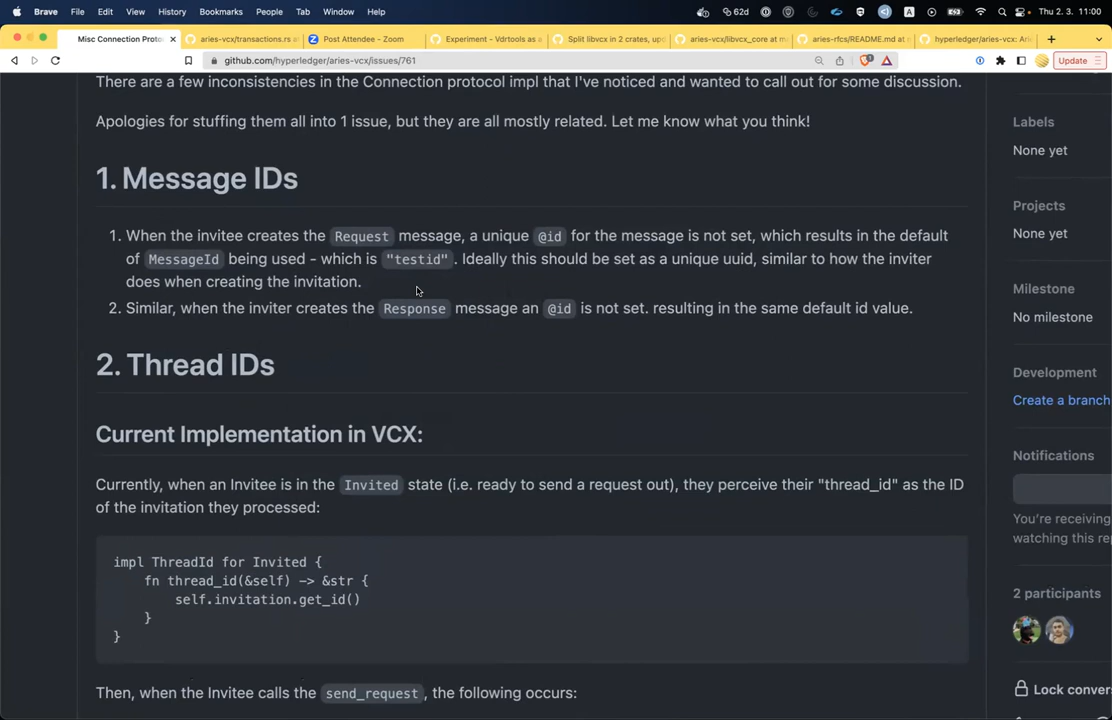 Brave File Edit View History Bookmarks People Tab Window Help 62d A Thu 2. 3. 11:00
Misc Connection Proto aries-vcx/transactions.rs a Post Attendee - Zoom Experiment - Vdrtools as a Split libvcx in 2 crates, up aries-vcx/libvcx_core at m aries-rfcs/README.md at hyperledger/aries-vcx: Ari
github.com/hyperledger/aries-vcx/issues/761 Update
There are a few inconsistencies in the Connection protocol impl that I've noticed and wanted to call out for some discussion.
Apologies for stuffing them all into 1 issue, but they are all mostly related. Let me know what you think!
1. Message IDs
1. When the invitee creates the Request message, a unique @id for the message is not set, which results in the default
of MessageId being used - which is "testid". Ideally this should be set as a unique uuid, similar to how the inviter
does when creating the invitation.
2. Similar, when the inviter creates the Response message an @id is not set. resulting in the same default id value.
2. Thread IDs
Current Implementation in VCX:
Currently, when an Invitee is in the Invited state (i.e. ready to send a request out), they perceive their "thread_id" as the ID
of the invitation they processed:
impl ThreadId for Invited {
fn thread_id(&self) -> &str {
self.invitation.get_id()
}
}
Then, when the Invitee calls the send_request, the following occurs:
Labels
None yet
Projects
None yet
Milestone
No milestone
Development
Create a branch
Notifications
You're receiving
watching this rep
2 participants
Lock conver